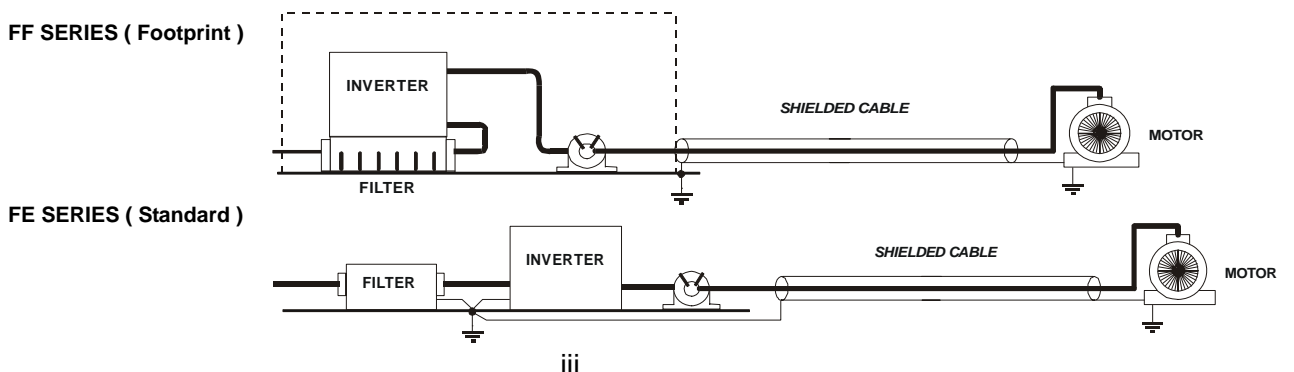 FF SERIES ( Footprint )
INVERTER
SHIELDED CABLE
MOTOR
FILTER
FE SERIES ( Standard )
INVERTER
SHIELDED CABLE
FILTER
MOTOR
iii